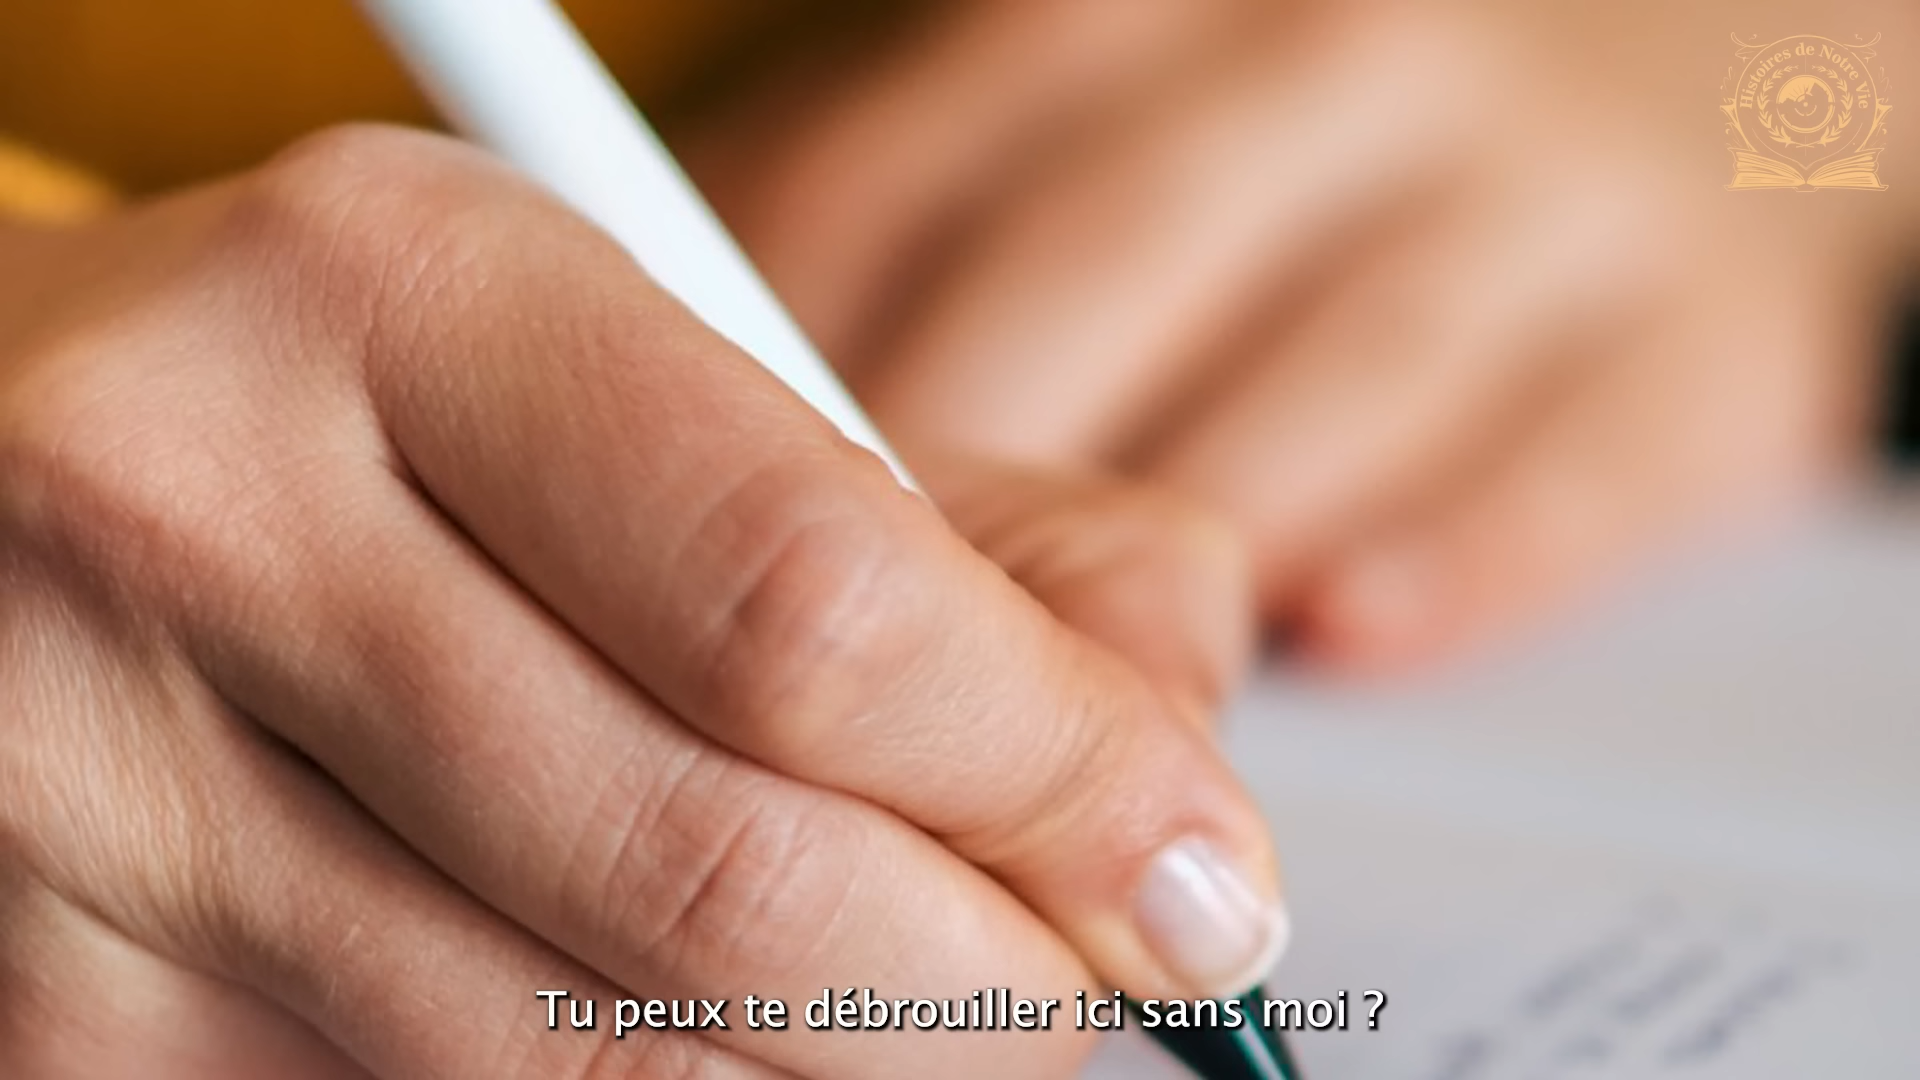 Histoires de Notre Vie
Tu peux te débrouiller ici sans moi ?